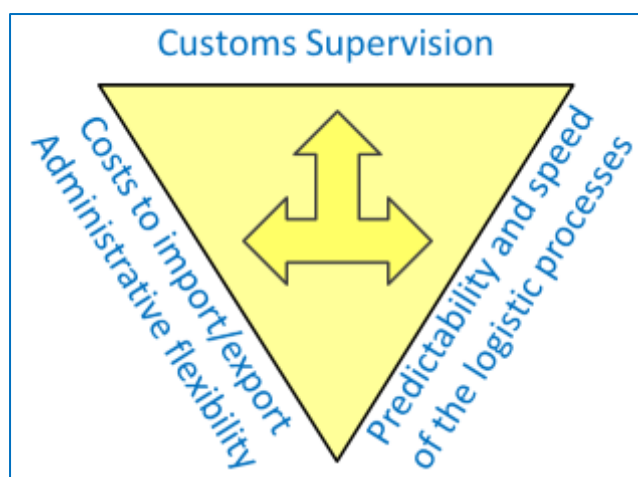 Customs Supervision
Costs to import/export
Administrative flexibility
Predictability and speed
of the logistic processes